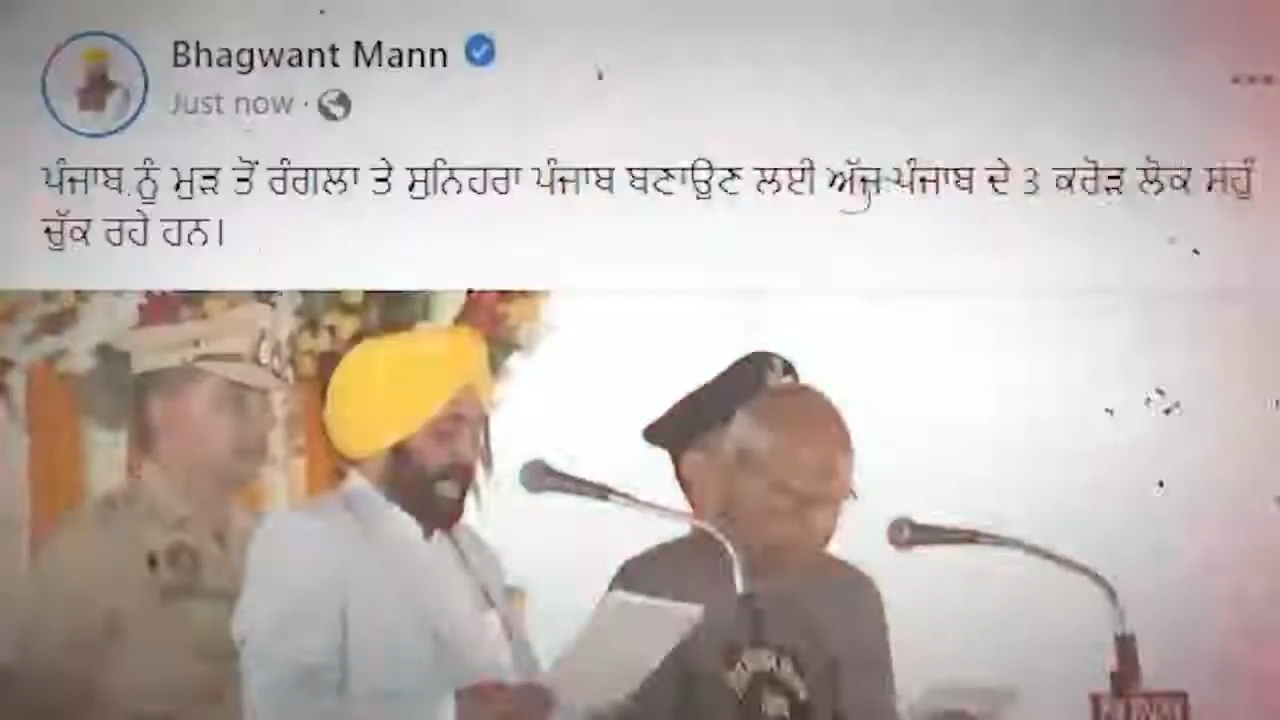 Bhagwant Mann
Just now ·
ਪੰਜਾਬ ਨੂੰ ਮੁੜ ਤੋਂ ਰੰਗਲਾ ਤੇ ਸੁਨਿਹਰਾ ਪੰਜਾਬ ਬਣਾਉਣ ਲਈ ਅੱਜ ਪੰਜਾਬ ਦੇ 3 ਕਰੋੜ ਲੋਕ ਸਹੁੰ
ਚੁੱਕ ਰਹੇ ਹਨ।